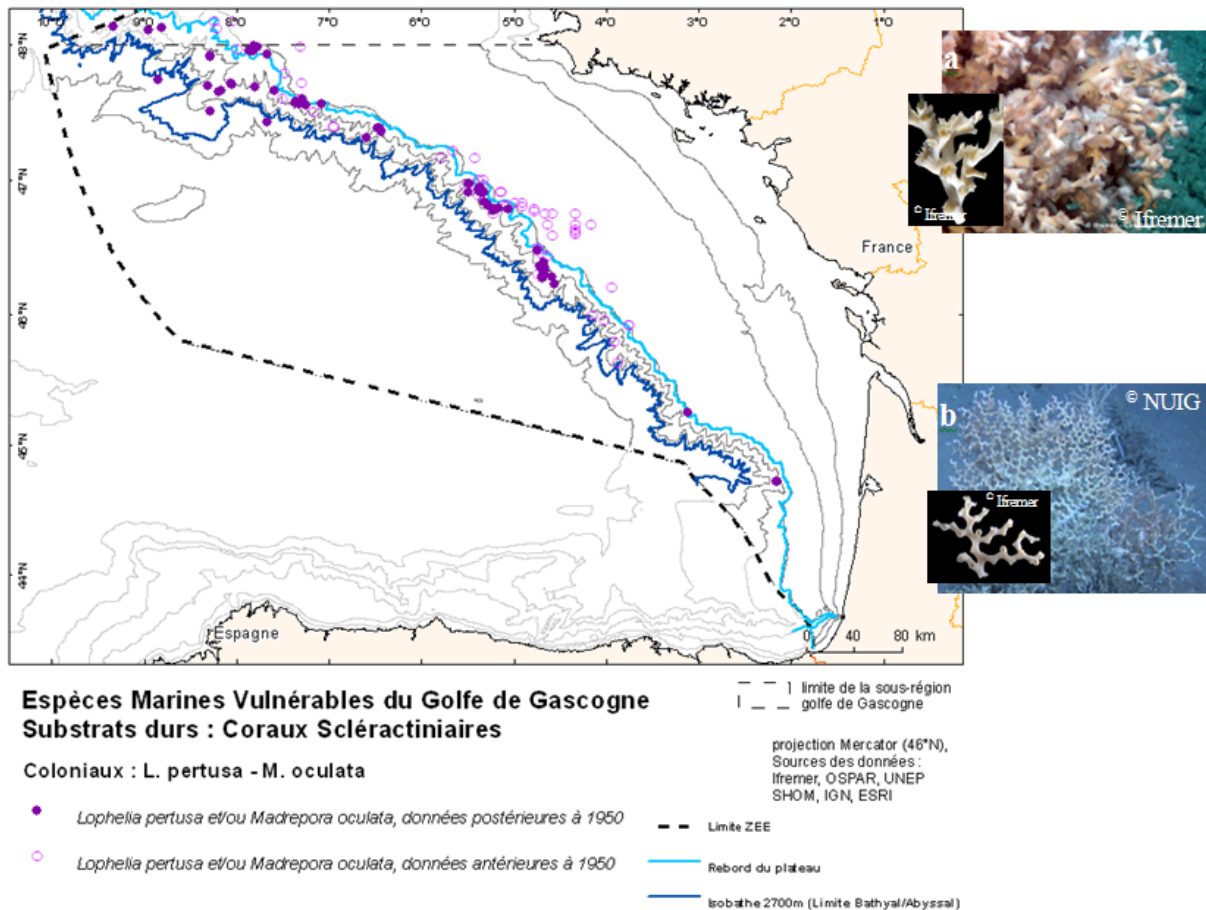 10°0 9°0 8°0 7°0 6°0 5°0 4°0 3°0 2°0 1°0
48°N
47°N
46°N
45°N
44°N
France
Espagne
0 40 80 km
a
© Ifremer
© Ifremer
b
© NUIG
© Ifremer
Espèces Marines Vulnérables du Golfe de Gascogne
Substrats durs : Coraux Scléractiniaires
Coloniaux : L. pertusa - M. oculata
Lophelia pertusa et/ou Madrepora oculata, données postérieures à 1950
Lophelia pertusa et/ou Madrepora oculata, données antérieures à 1950
limite de la sous-région
golfe de Gascogne
projection Mercator (46°N),
Sources des données :
Ifremer, OSPAR, UNEP
SHOM, IGN, ESRI
Limite ZEE
Rebord du plateau
Isobathe 2700m (Limite Bathyal/Abyssal)